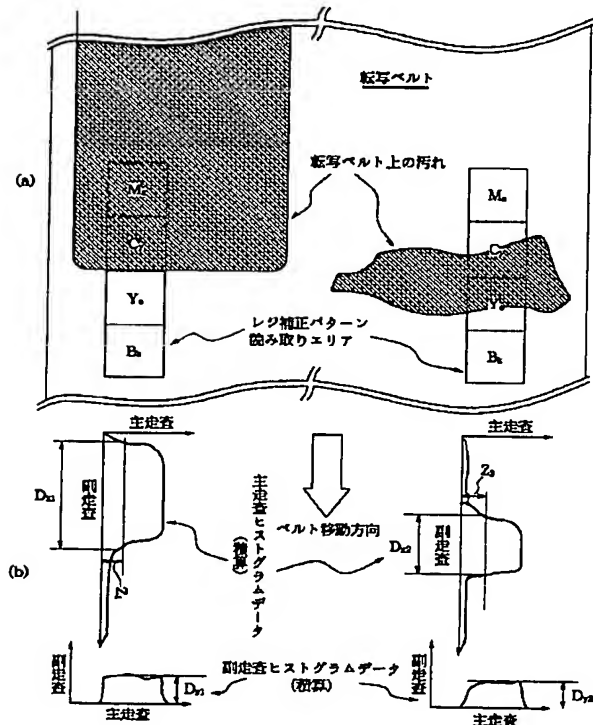 転写ベルト
転写ベルト上の汚れ
(a)
Y
B
レジ補正パターン
読み取りエリア
M
C
Y
B
主走査
副走査
主走査ヒストグラムデータ
(積算)
ベルト移動方向
主走査
副走査
(b)
副走査
主走査
副走査ヒストグラムデータ
(積算)
副走査
主走査